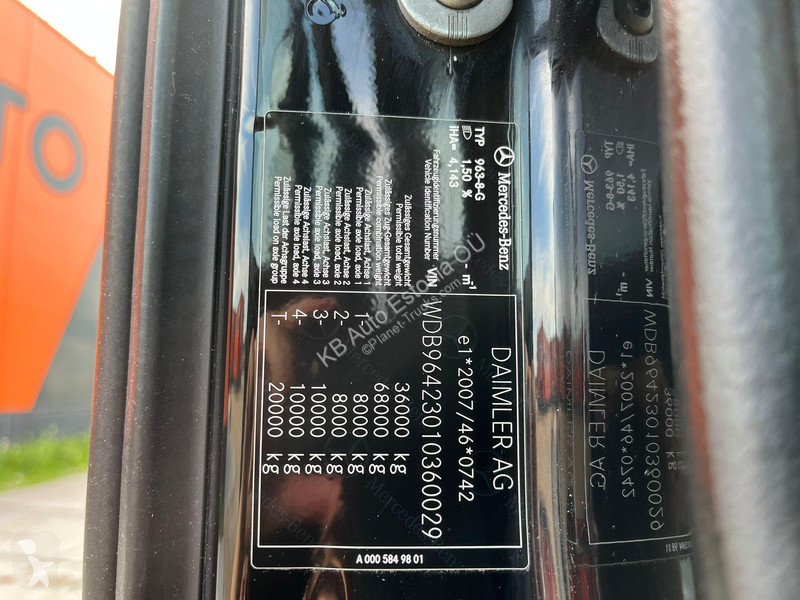 TO
Mercedes-Benz
DAIMLER AG
TYP 963-8-G
e1*2007/46*0742
1,50 % - m-1
IHA= 4,143
Fahrzeugidentifizierungsnummer
Vehicle Identification Number VIN WDB96423010360029
Zulässiges Gesamtgewicht
Permissible total weight 36000 kg
Zulässiges Zug-Gesamtgewicht
Permissible combination weight, 68000 kg
Zulässige Achslast, Achse 1
Permissible axle load, axle 1 1- 8000 kg
Zulässige Achslast, Achse 2
Permissible axle load, axle 2 2- 8000 kg
Zulässige Achslast, Achse 3
Permissible axle load, axle 3 3- 10000 kg
Zulässige Achslast, Achse 4
Permissible axle load, axle 4 4- 10000 kg
Zulässige Last der Achsgruppe
Permissible load on axle group T- 20000 kg
A 000 584 98 01
KB Auto Estonia OÜ
©Planet-Trucks.com